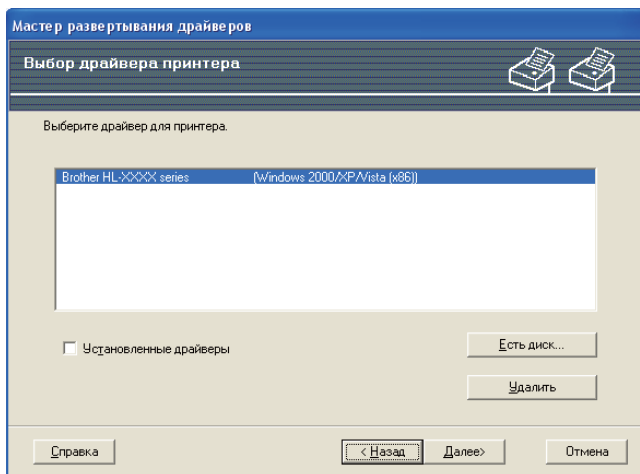 Мастер развертывания драйверов
Выбор драйвера принтера
Выберите драйвер для принтера.
Brother HL-XXXX series (Windows 2000/XP/Vista (x86))
Установленные драйверы
Есть диск...
Удалить
Справка
< Назад
Далее>
Отмена